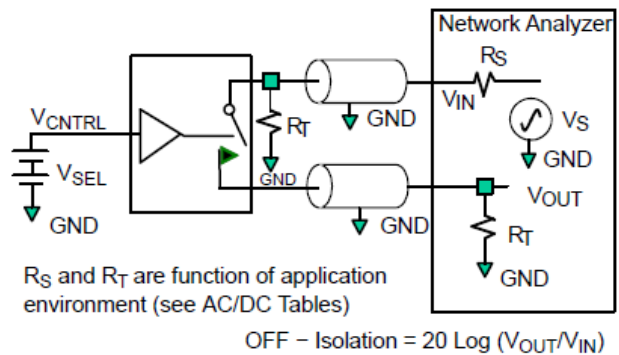 Network Analyzer
RS
VIN
VS
GND
GND
RT
GND
VCNTRL
VSEL
GND
GND
VOUT
RT
GND
RS and RT are function of application
environment (see AC/DC Tables)
OFF − Isolation = 20 Log (VOUT/VIN)